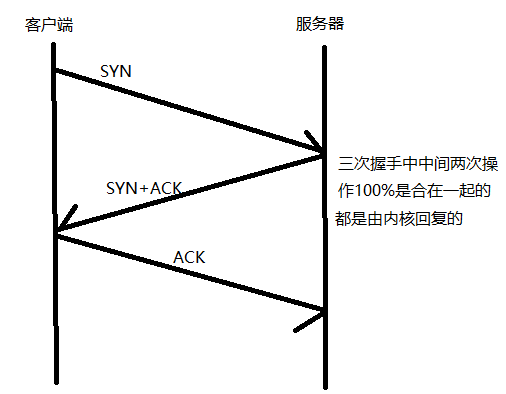 客户端
服务器
SYN
三次握手中中间两次操
作100%是合在一起的
都是由内核回复的
SYN+ACK
ACK